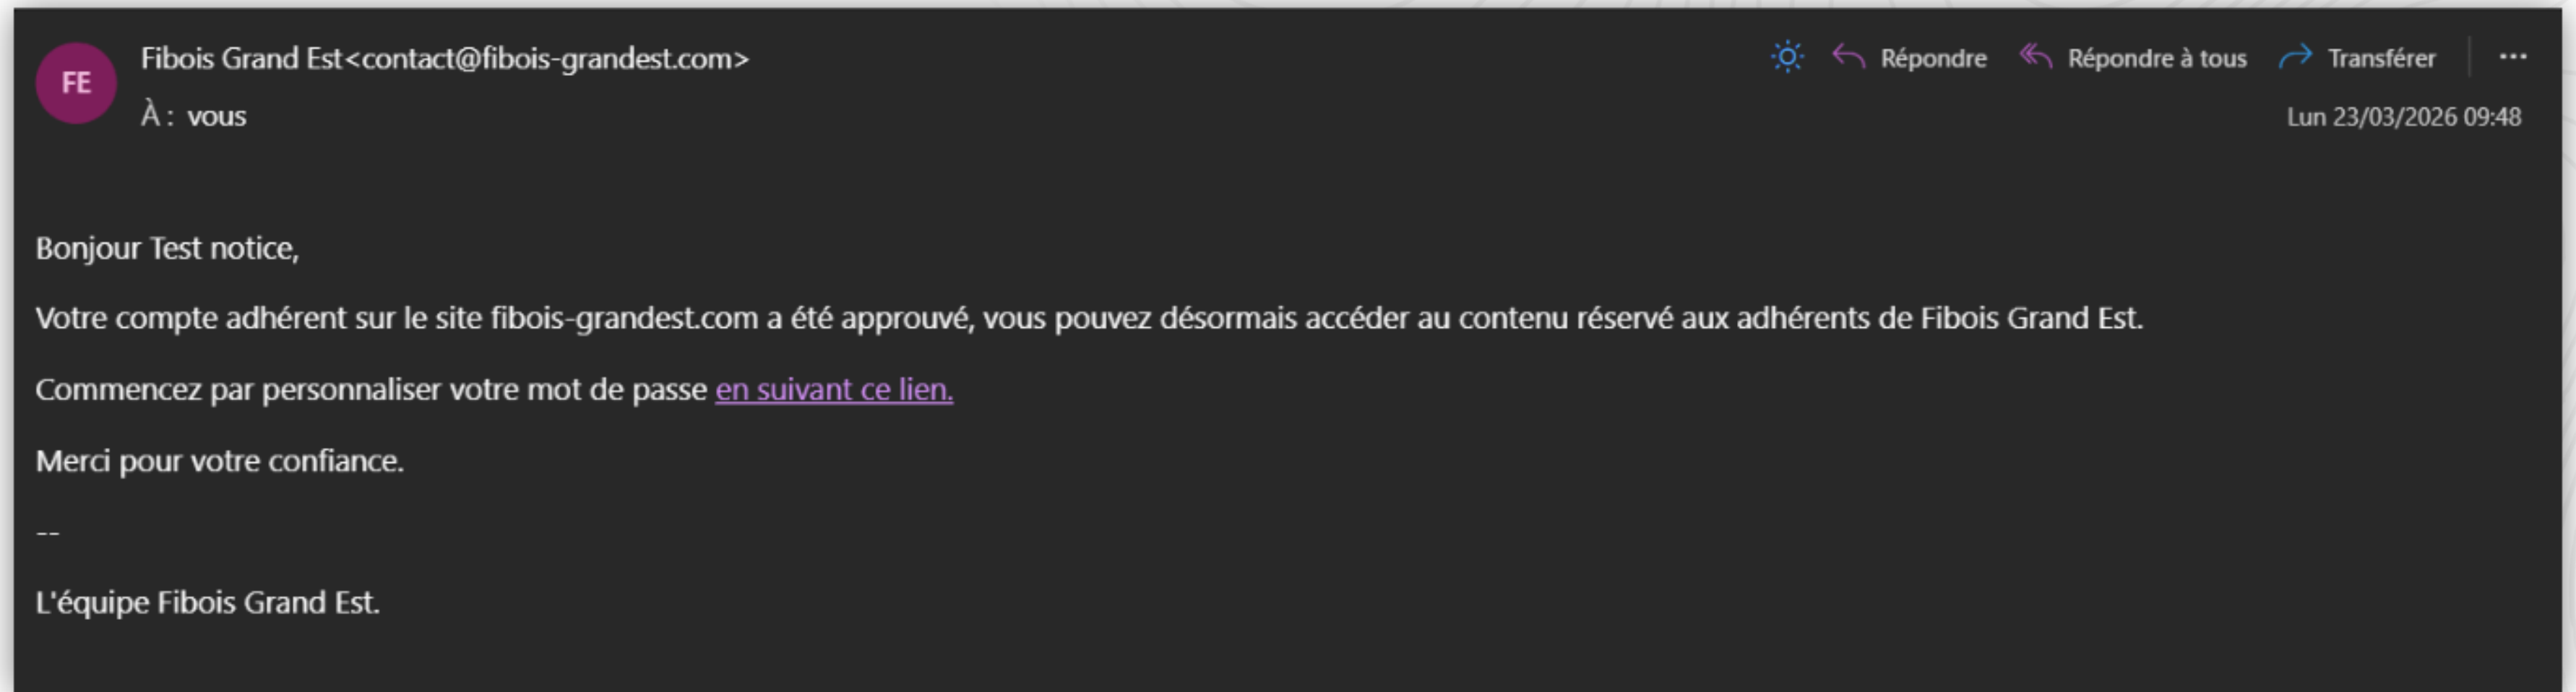 FE
Fibois Grand Est<contact@fibois-grandest.com>
Répondre
Répondre à tous
Transférer
À : vous
Lun 23/03/2026 09:48
Bonjour Test notice,
Votre compte adhérent sur le site fibois-grandest.com a été approuvé, vous pouvez désormais accéder au contenu réservé aux adhérents de Fibois Grand Est.
Commencez par personnaliser votre mot de passe en suivant ce lien.
Merci pour votre confiance.
--
L'équipe Fibois Grand Est.